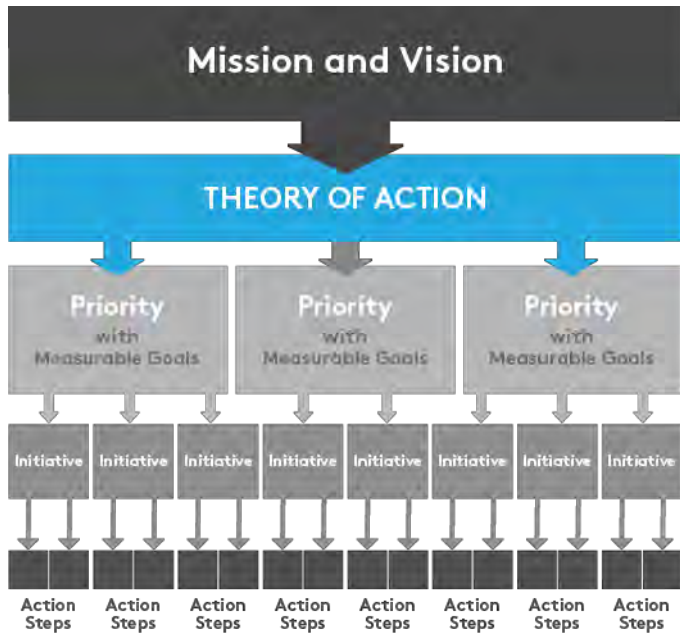 Mission and Vision
THEORY OF ACTION
Priority
with
Measurable Goals
Priority
with
Measurable Goals
Priority
with
Measurable Goals
Initiative
Initiative
Initiative
Initiative
Initiative
Initiative
Initiative
Initiative
Action
Steps
Action
Steps
Action
Steps
Action
Steps
Action
Steps
Action
Steps
Action
Steps
Action
Steps